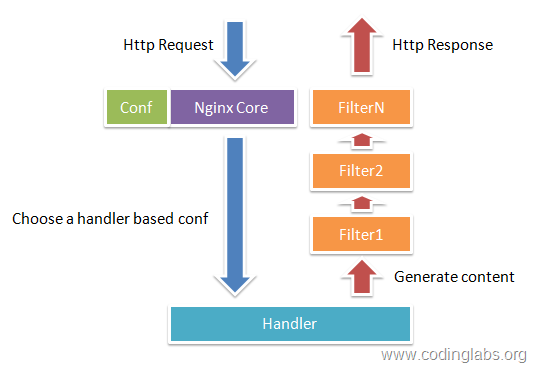 Http Request
Http Response
Conf
Nginx Core
FilterN
Filter2
Choose a handler based conf
Filter1
Generate content
Handler
www.codinglabs.org